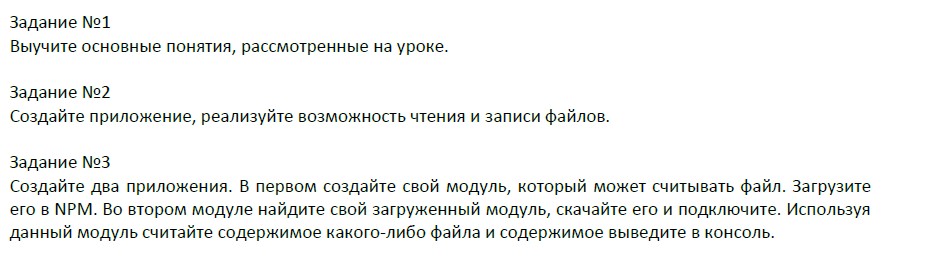 Задание №1
Выучите основные понятия, рассмотренные на уроке.
Задание №2
Создайте приложение, реализуйте возможность чтения и записи файлов.
Задание №3
Создайте два приложения. В первом создайте свой модуль, который может считывать файл. Загрузите
его в NPM. Во втором модуле найдите свой загруженный модуль, скачайте его и подключите. Используя
данный модуль считайте содержимое какого-либо файла и содержимое выведите в консоль.